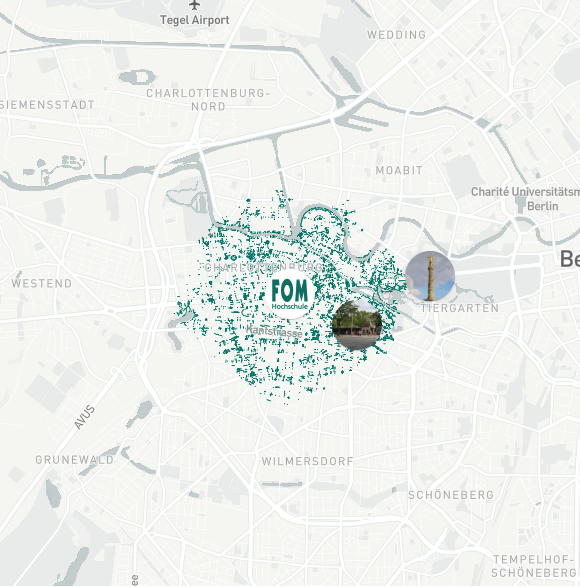 Tegel Airport
WEDDING
CHARLOTTENBURG-
NORD
SIEMENSSTADT
MOABIT
Charité Universitätsm
Berlin
Be
CHARLOTTENBURG
WESTEND
FOM
Hochschule
TIERGARTEN
Kantstrasse
AVUS
GRUNEWALD
WILMERSDORF
SCHÖNEBERG
TEMPELHOF-
SCHÖNEBERG
ee